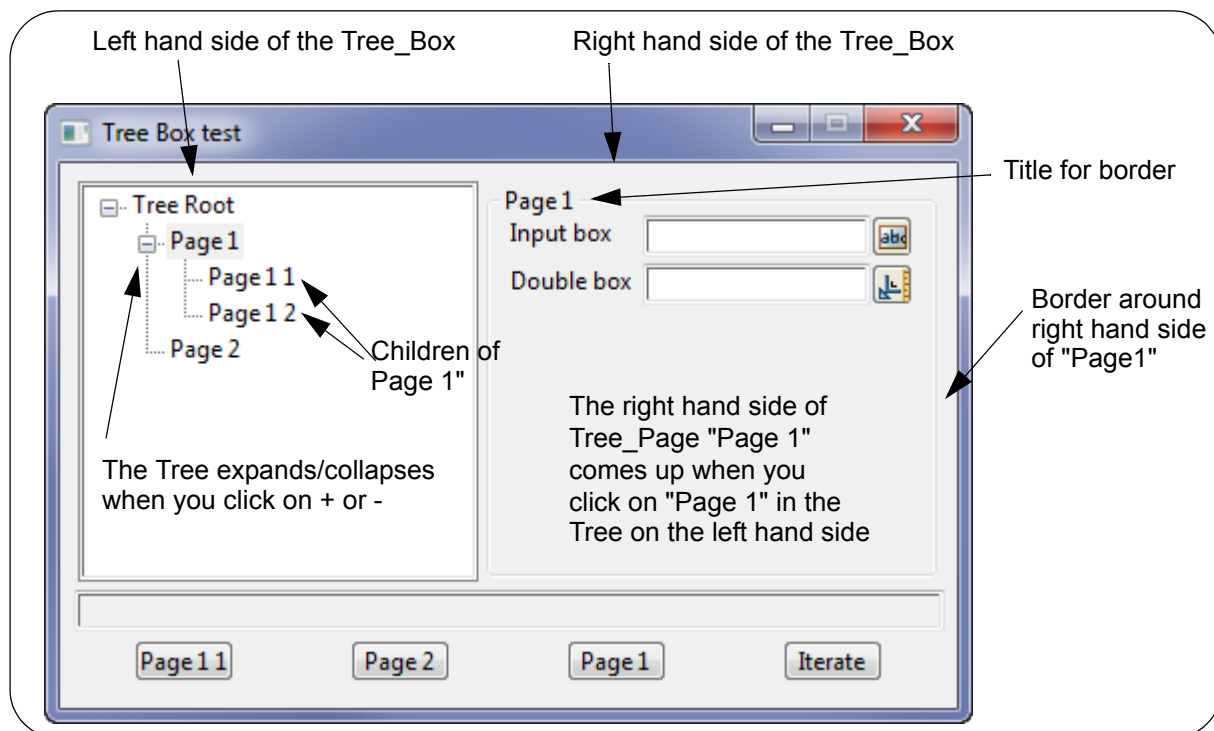 Left hand side of the Tree_Box
Right hand side of the Tree_Box
Tree Box test
Title for border
Tree Root
Page 1
Page 1 1
Page 1 2
Page 2
Children of
Page 1"
The Tree expands/collapses
when you click on + or -
Page 1
Input box
abc
Double box
Border around
right hand side
of "Page1"
The right hand side of
Tree_Page "Page 1"
comes up when you
click on "Page 1" in the
Tree on the left hand side
Page 1 1
Page 2
Page 1
Iterate